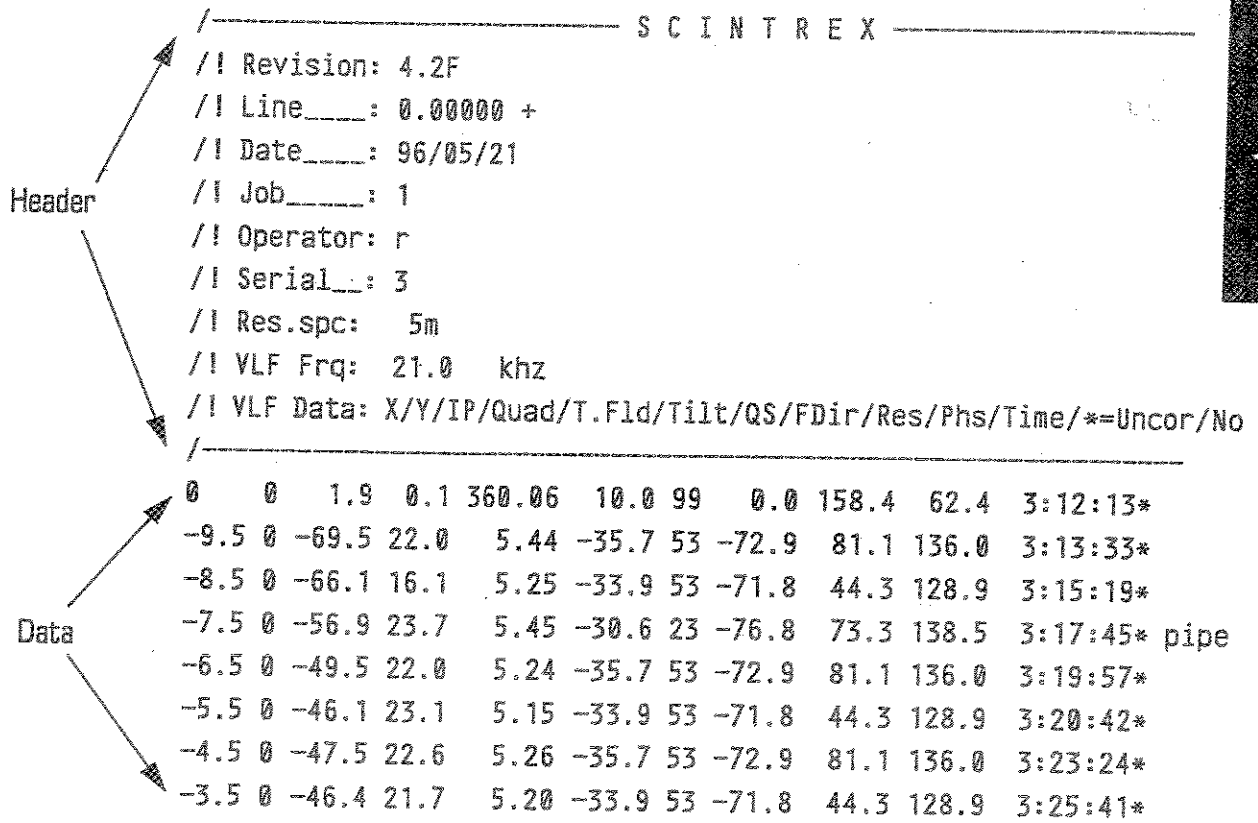 /---------------------------- S C I N T R E X ---------------------
/! Revision: 4.2F
/! Line____: 0.00000 +
/! Date____: 96/05/21
/! Job_____: 1
Header
/! Operator: r
/! Serial__: 3
/! Res.spc:   5m
/! VLF Frq:  21.0   khz
/! VLF Data: X/Y/IP/Quad/T.Fld/Tilt/QS/FDir/Res/Phs/Time/*=Uncor/No
/------------------------------------------------------------------
0    0   1.9  0.1 360.06  10.0 99   0.0 158.4  62.4  3:12:13*
-9.5 0 -69.5 22.0   5.44 -35.7 53 -72.9  81.1 136.0  3:13:33*
-8.5 0 -66.1 16.1   5.25 -33.9 53 -71.8  44.3 128.9  3:15:19*
Data
-7.5 0 -56.9 23.7   5.45 -30.6 23 -76.8  73.3 138.5  3:17:45* pipe
-6.5 0 -49.5 22.0   5.24 -35.7 53 -72.9  81.1 136.0  3:19:57*
-5.5 0 -46.1 23.1   5.15 -33.9 53 -71.8  44.3 128.9  3:20:42*
-4.5 0 -47.5 22.6   5.26 -35.7 53 -72.9  81.1 136.0  3:23:24*
-3.5 0 -46.4 21.7   5.20 -33.9 53 -71.8  44.3 128.9  3:25:41*